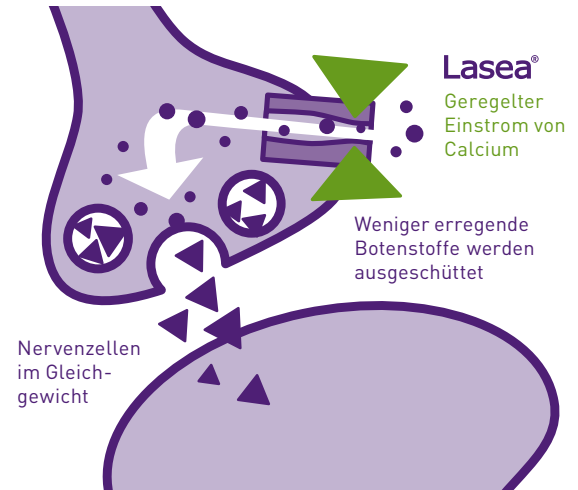 Lasea®
Geregelter
Einstrom von
Calcium
Weniger erregende
Botenstoffe werden
ausgeschüttet
Nervenzellen
im Gleich-
gewicht